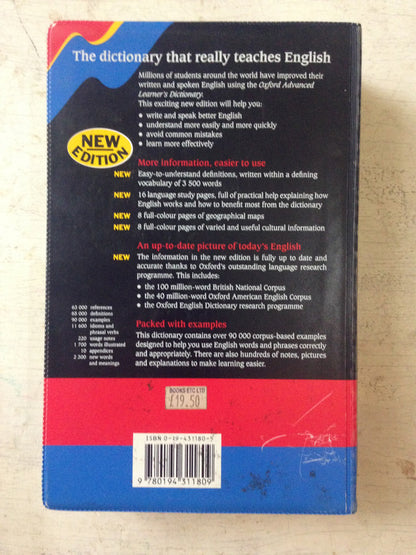 The dictionary that really teaches English
Millions of students around the world have improved their
written and spoken English using the Oxford Advanced
Learner's Dictionary.
This exciting new edition will help you:
• write and speak better English
• understand more easily and more quickly
• avoid common mistakes
• learn more effectively
NEW
EDITION
More information, easier to use
NEW Easy-to-understand definitions, written within a defining
vocabulary of 3 500 words
NEW 16 language study pages, full of practical help explaining how
English works and how to benefit most from the dictionary
NEW 8 full-colour pages of geographical maps
NEW 8 full-colour pages of varied and useful cultural information
An up-to-date picture of today's English
NEW The information in the new edition is fully up to date and
accurate thanks to Oxford's outstanding language research
programme. This includes:
• the 100 million-word British National Corpus
• the 40 million-word Oxford American English Corpus
• the Oxford English Dictionary research programme
63 000 references
65 000 definitions
90 000 examples
11 600 idioms and
phrasal verbs
220 usage notes
1 700 words illustrated
10 appendices
2 300 new words
and meanings
Packed with examples
This dictionary contains over 90 000 corpus-based examples
designed to help you use English words and phrases correctly
and appropriately. There are also hundreds of notes, pictures
and explanations to make learning easier.
BOOKS ETC LTD
£19.50
ISBN 0-19-431180-5
9 780194 311809